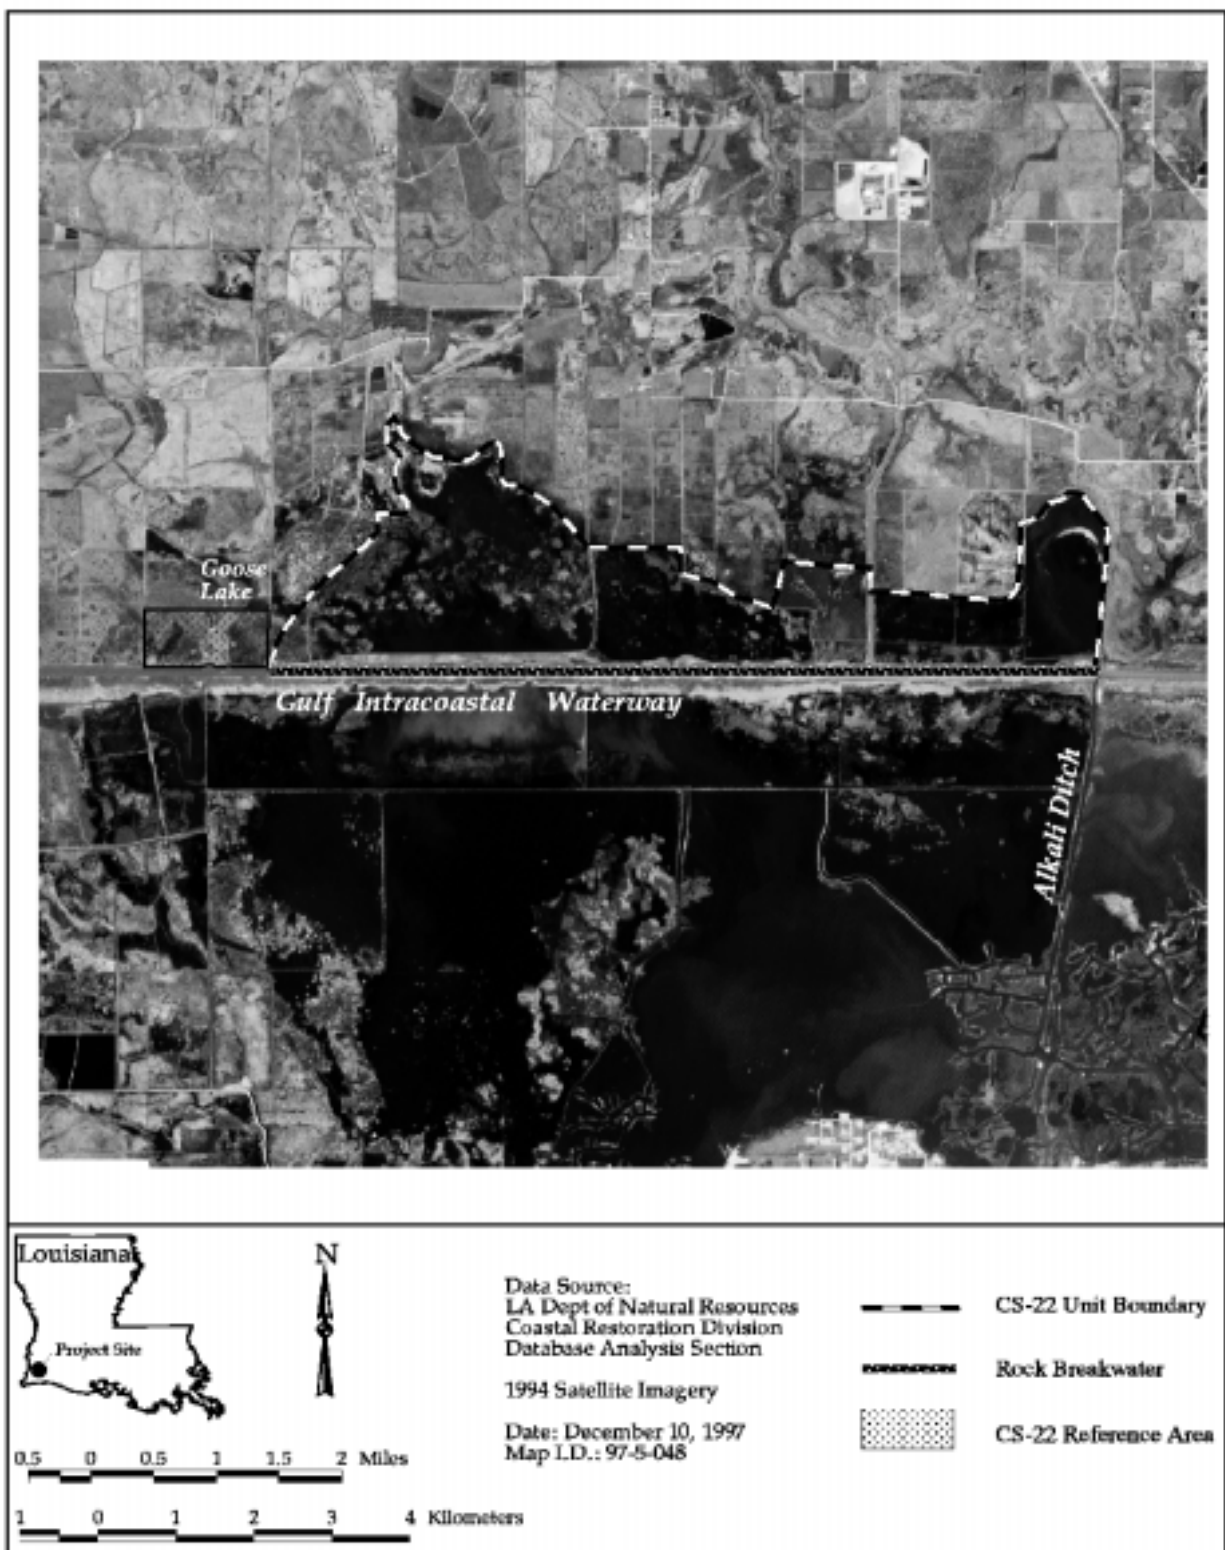 Goose
Lake
Gulf Intracoastal Waterway
Alkali Ditch
Louisiana
Project Site
N
Data Source:
LA Dept of Natural Resources
Coastal Restoration Division
Database Analysis Section
1994 Satellite Imagery
Date: December 10, 1997
Map I.D.: 97-5-048
CS-22 Unit Boundary
Rock Breakwater
CS-22 Reference Area
0.5 0 0.5 1 1.5 2 Miles
1 0 1 2 3 4 Kilometers